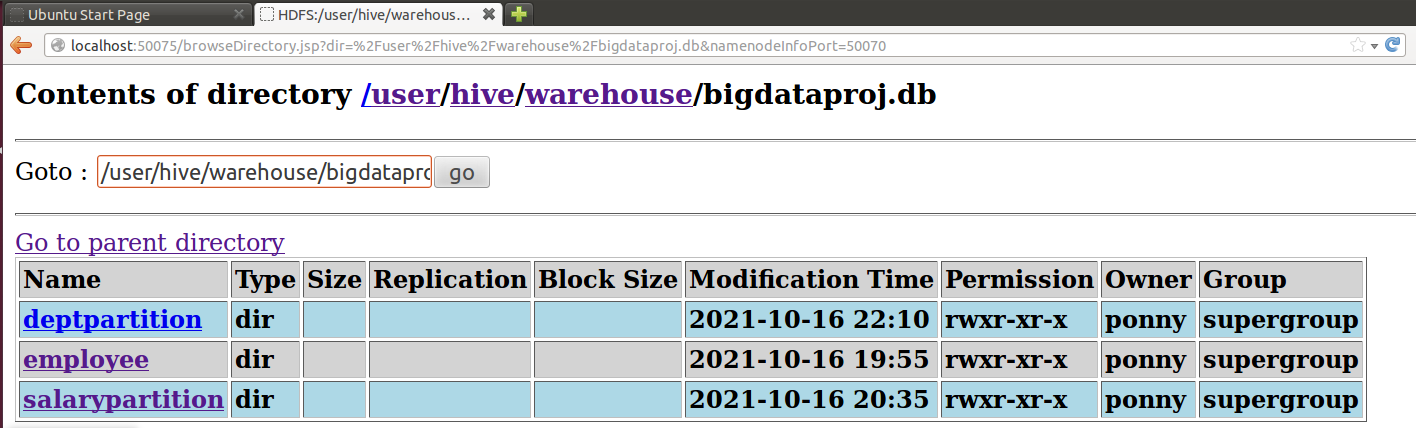 Ubuntu Start Page HDFS:/user/hive/warehous...
localhost:50075/browseDirectory.jsp?dir=%2Fuser%2Fhive%2Fwarehouse%2Fbigdataproj.db&namenodeInfoPort=50070
Contents of directory /user/hive/warehouse/bigdataproj.db
Goto : /user/hive/warehouse/bigdatapro go
Go to parent directory
Name Type Size Replication Block Size Modification Time Permission Owner Group
deptpartition dir 2021-10-16 22:10 rwxr-xr-x ponny supergroup
employee dir 2021-10-16 19:55 rwxr-xr-x ponny supergroup
salarypartition dir 2021-10-16 20:35 rwxr-xr-x ponny supergroup